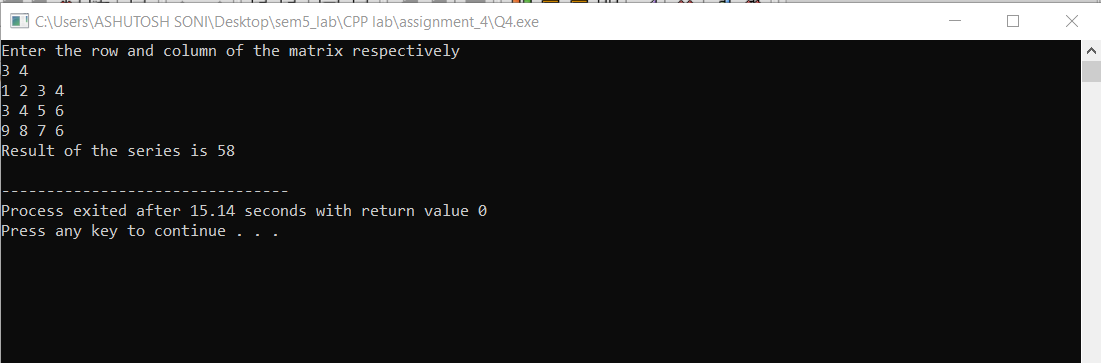 C:\Users\ASHUTOSH SONI\Desktop\sem5_lab\CPP lab\assignment_4\Q4.exe
Enter the row and column of the matrix respectively
3 4
1 2 3 4
3 4 5 6
9 8 7 6
Result of the series is 58
--------------------------------
Process exited after 15.14 seconds with return value 0
Press any key to continue . . .